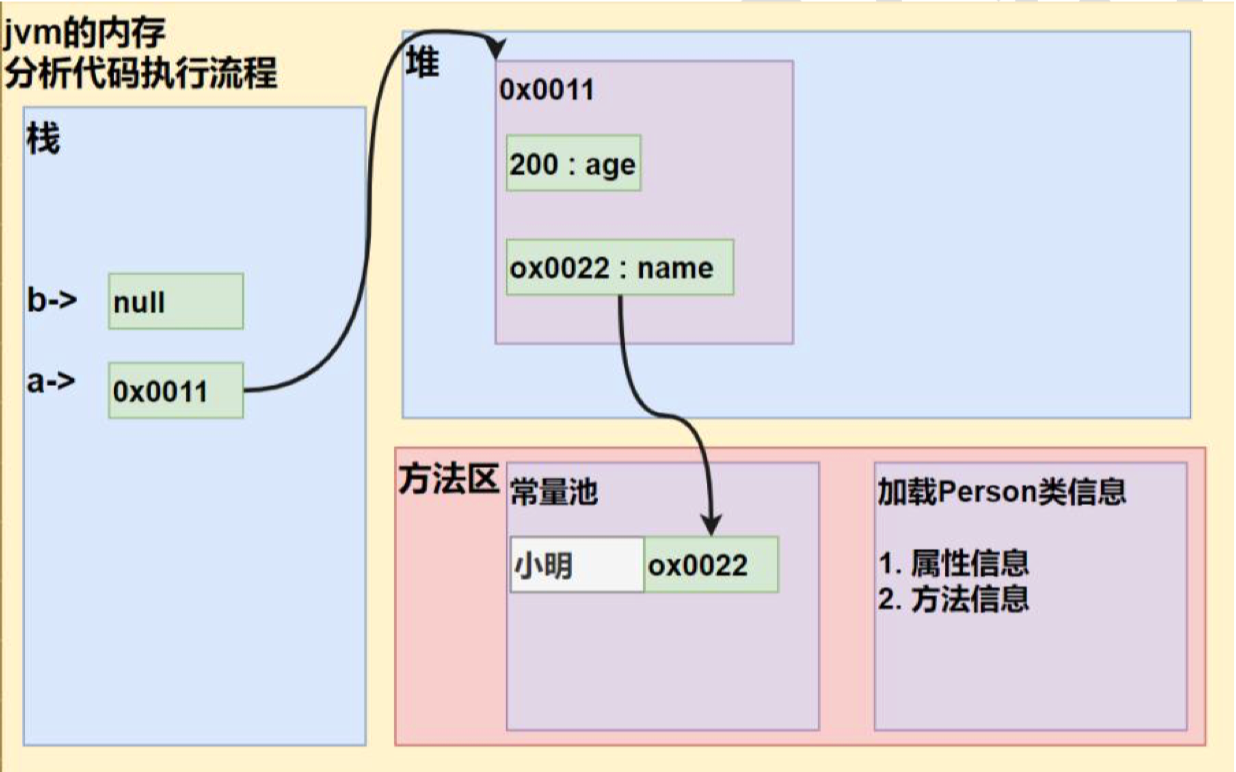 jvm的内存
分析代码执行流程
栈
b->
null
a->
0x0011
堆
0x0011
200 : age
ox0022 : name
方法区
常量池
小明
ox0022
加载Person类信息
1. 属性信息
2. 方法信息